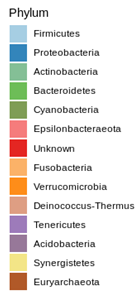 Phylum
Firmicutes
Proteobacteria
Actinobacteria
Bacteroidetes
Cyanobacteria
Epsilonbacteraeota
Unknown
Fusobacteria
Verrucomicrobia
Deinococcus-Thermus
Tenericutes
Acidobacteria
Synergistetes
Euryarchaeota